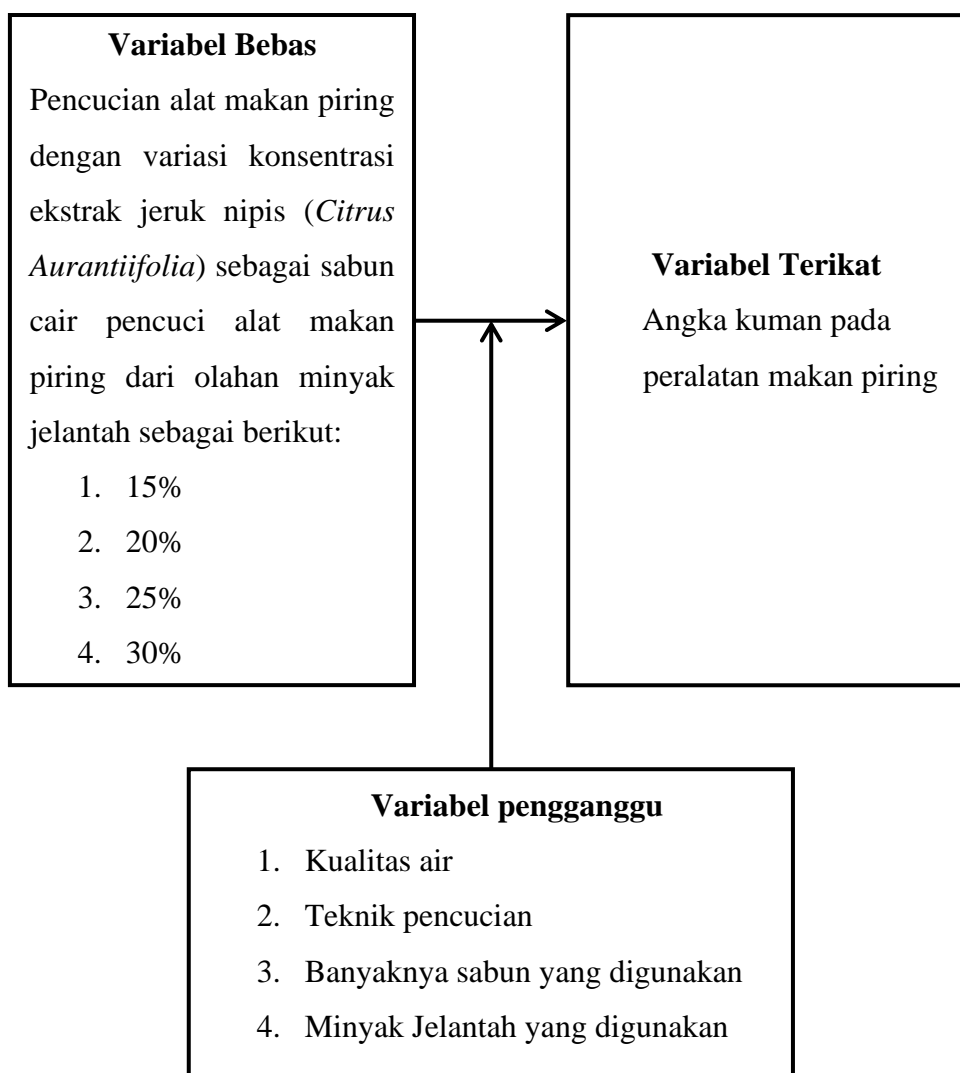 Variabel Bebas
Pencucian alat makan piring
dengan variasi konsentrasi
ekstrak jeruk nipis (Citrus
Aurantiifolia) sebagai sabun
cair pencuci alat makan
piring dari olahan minyak
jelantah sebagai berikut:
1. 15%
2. 20%
3. 25%
4. 30%
Variabel Terikat
Angka kuman pada
peralatan makan piring
Variabel pengganggu
1. Kualitas air
2. Teknik pencucian
3. Banyaknya sabun yang digunakan
4. Minyak Jelantah yang digunakan